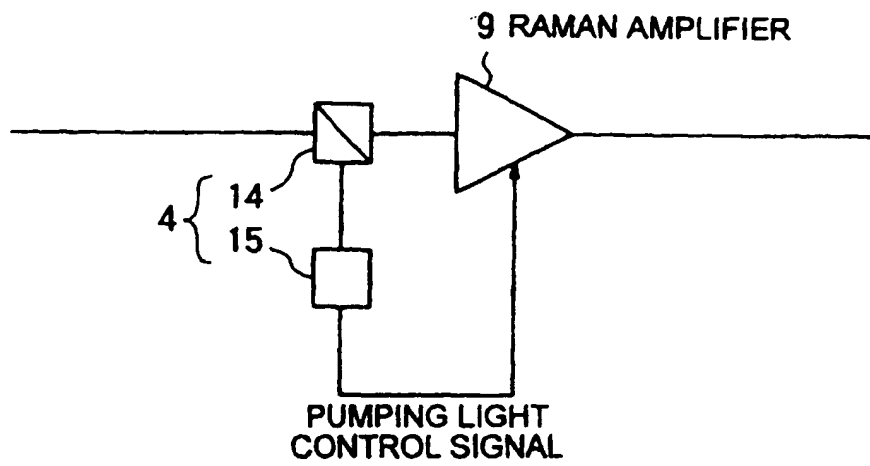 9 RAMAN AMPLIFIER
14
4
15
PUMPING LIGHT
CONTROL SIGNAL